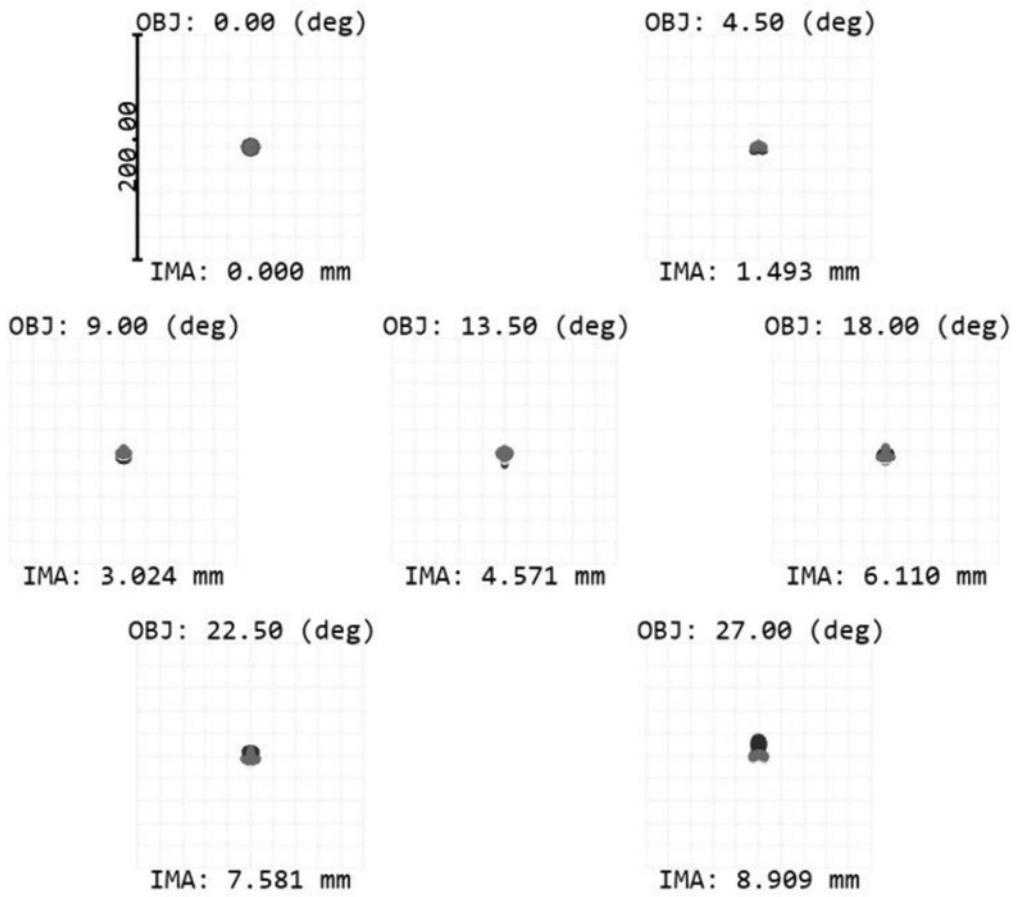 OBJ: 0.00 (deg)
OBJ: 4.50 (deg)
200.00
IMA: 0.000 mm
IMA: 1.493 mm
OBJ: 9.00 (deg)
OBJ: 13.50 (deg)
OBJ: 18.00 (deg)
IMA: 3.024 mm
IMA: 4.571 mm
IMA: 6.110 mm
OBJ: 22.50 (deg)
OBJ: 27.00 (deg)
IMA: 7.581 mm
IMA: 8.909 mm